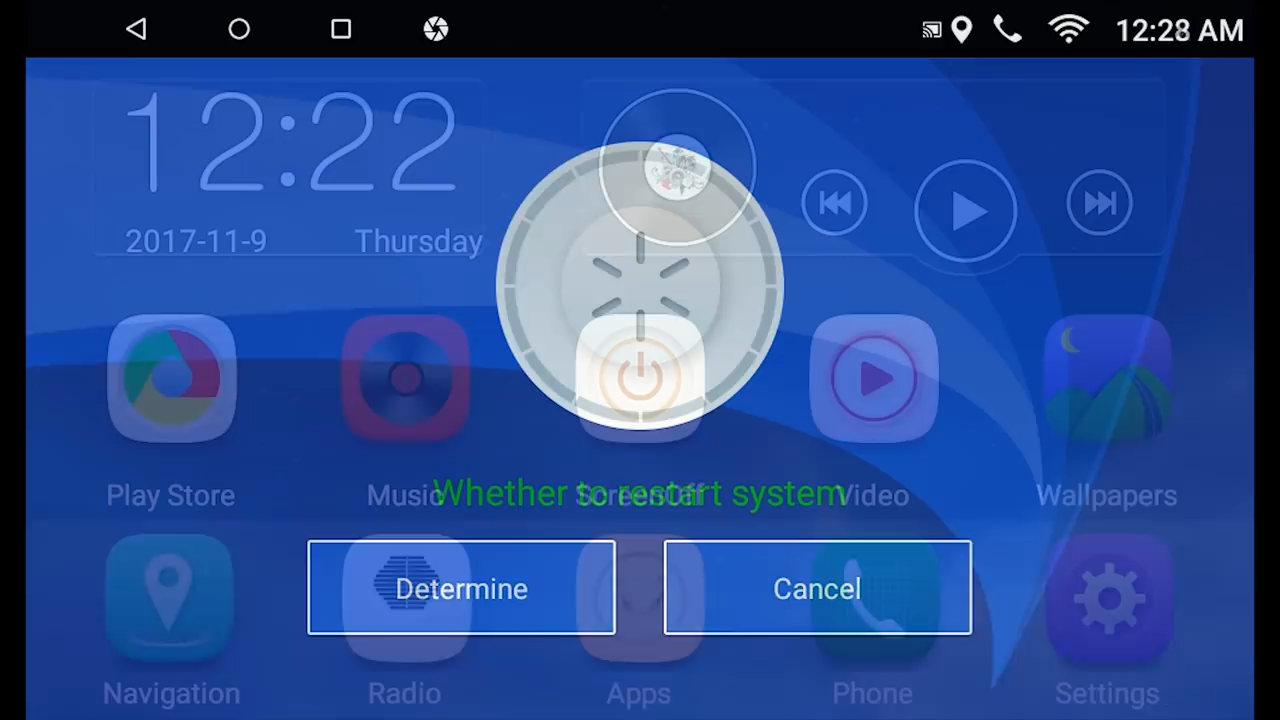 12:28 AM
12:22
2017-11-9 Thursday
Play Store Music ScreenOff Video Wallpapers
Whether to restart system
Determine Cancel
Navigation Radio Apps Phone Settings